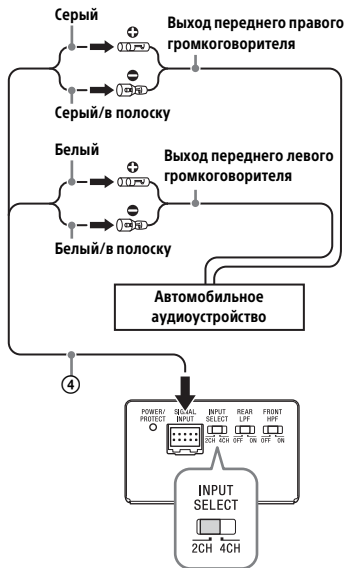 Серый
Выход переднего правого
громкоговорителя
Серый/в полоску
Белый
Выход переднего левого
громкоговорителя
Белый/в полоску
Автомобильное
аудиоустройство
4
POWER/
PROTECT
SIGNAL
INPUT
INPUT
SELECT
REAR
LPF
FRONT
HPF
2CH 4CH
OFF ON
OFF ON
INPUT
SELECT
2CH 4CH